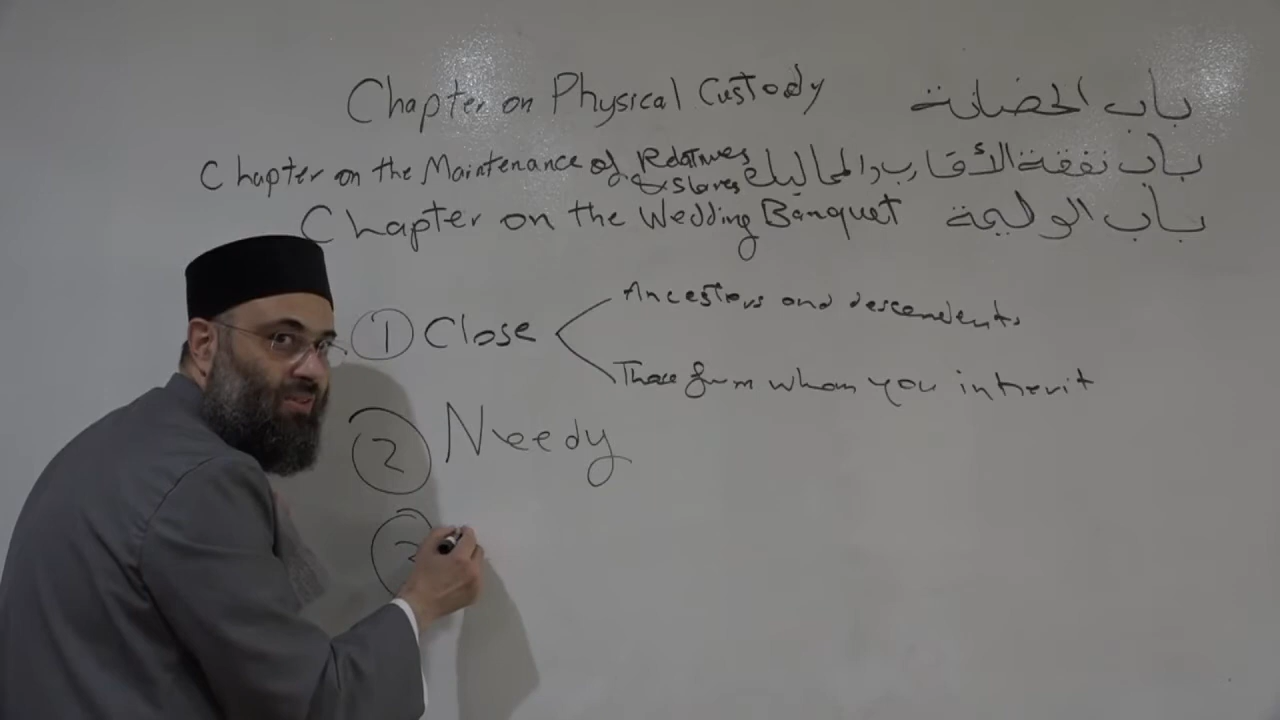 Chapter on Physical Custody باب الحضانة
Chapter on the Maintenance of Relatives & slaves باب نفقة الأقارب والمماليك
Chapter on the Wedding Banquet باب الوليمة
① Close
Ancestors and descendents
Those from whom you inherit
② Needy
③